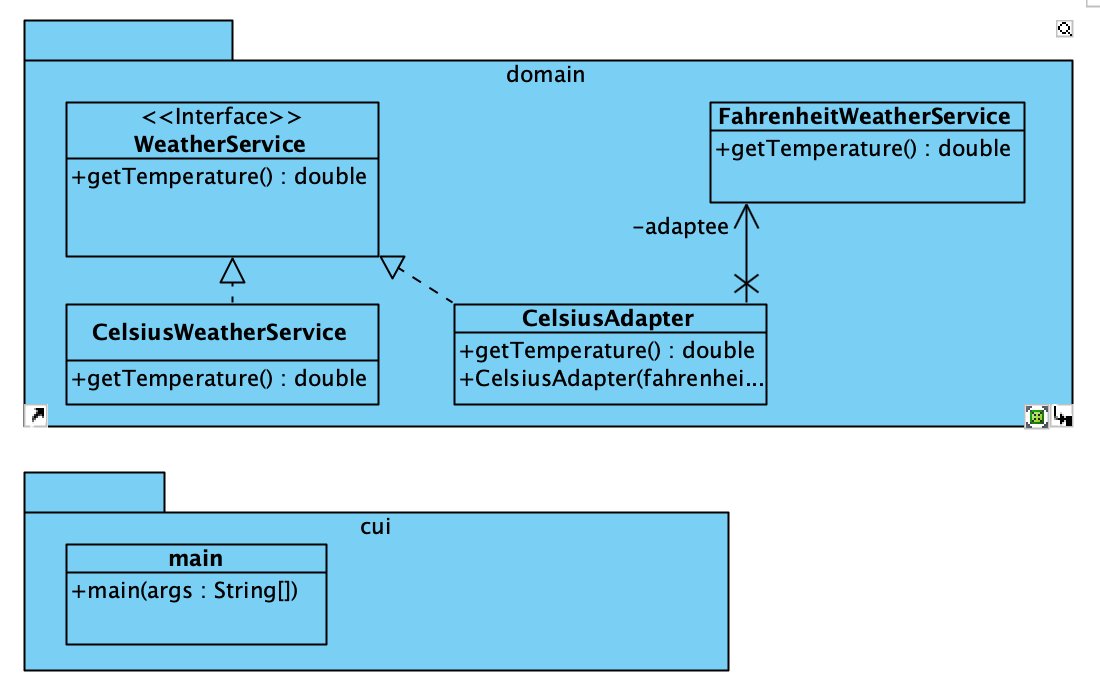 domain
<<Interface>>
WeatherService
+getTemperature() : double
FahrenheitWeatherService
+getTemperature() : double
-adaptee
CelsiusWeatherService
+getTemperature() : double
CelsiusAdapter
+getTemperature() : double
+CelsiusAdapter(fahrenhei...
cui
main
+main(args : String[])